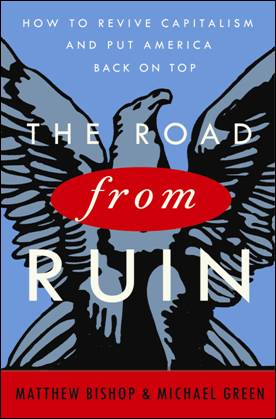 HOW TO REVIVE CAPITALISM
AND PUT AMERICA
BACK ON TOP
THE ROAD
from
RUIN
MATTHEW BISHOP & MICHAEL GREEN